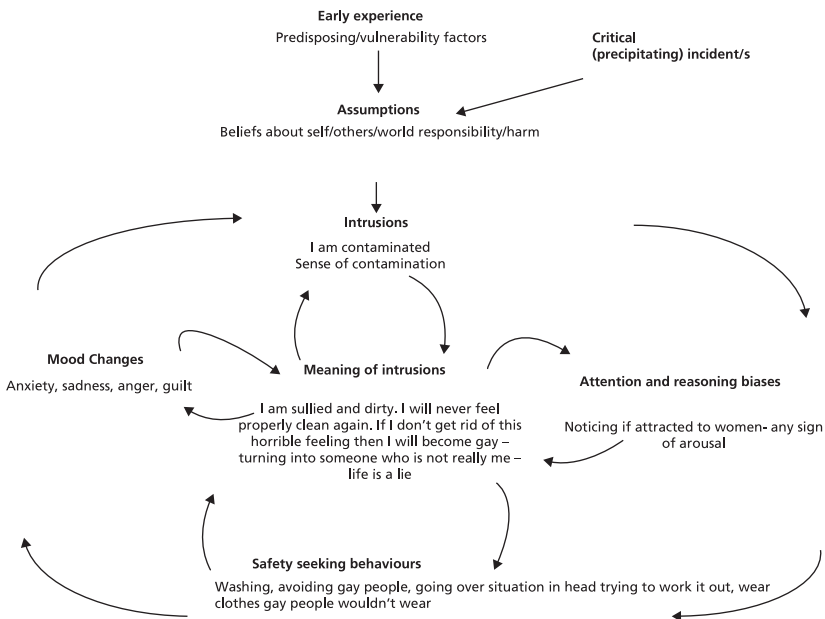 Early experience
Predisposing/vulnerability factors
Critical
(precipitating) incident/s
Assumptions
Beliefs about self/others/world responsibility/harm
Intrusions
I am contaminated
Sense of contamination
Mood Changes
Anxiety, sadness, anger, guilt
Meaning of intrusions
I am sullied and dirty. I will never feel
properly clean again. If I don't get rid of this
horrible feeling then I will become gay –
turning into someone who is not really me –
life is a lie
Attention and reasoning biases
Noticing if attracted to women- any sign
of arousal
Safety seeking behaviours
Washing, avoiding gay people, going over situation in head trying to work it out, wear
clothes gay people wouldn't wear